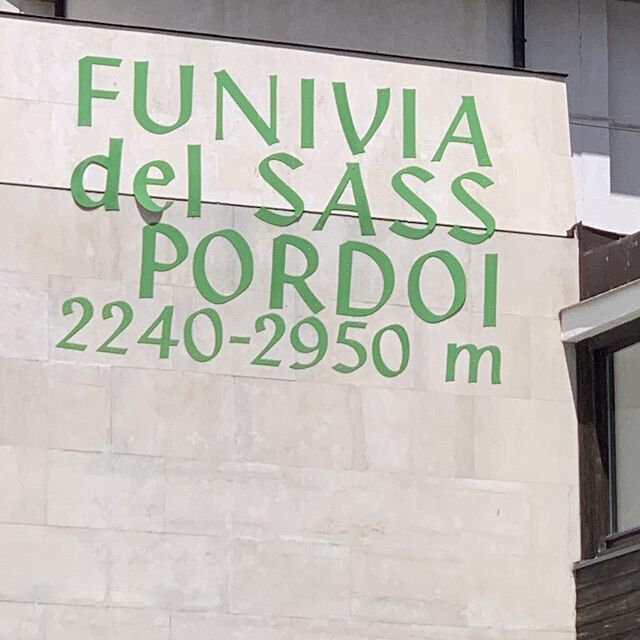 FUNIVIA
del SASS
PORDOI
2240-2950 m